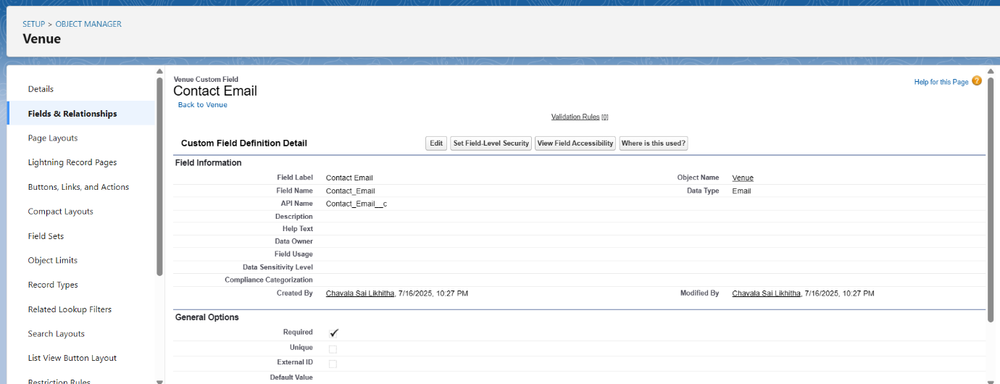 SETUP > OBJECT MANAGER
Venue
Details
Fields & Relationships
Page Layouts
Lightning Record Pages
Buttons, Links, and Actions
Compact Layouts
Field Sets
Object Limits
Record Types
Related Lookup Filters
Search Layouts
List View Button Layout
Restriction Rules
Venue Custom Field
Contact Email
Back to Venue
Help for this Page ?
Validation Rules [0]
Custom Field Definition Detail Edit Set Field-Level Security View Field Accessibility Where is this used?
Field Information
Field Label Contact Email Object Name Venue
Field Name Contact_Email Data Type Email
API Name Contact_Email__c
Description
Help Text
Data Owner
Field Usage
Data Sensitivity Level
Compliance Categorization
Created By Chavala Sai Likhitha, 7/16/2025, 10:27 PM Modified By Chavala Sai Likhitha, 7/16/2025, 10:27 PM
General Options
Required
Unique
External ID
Default Value